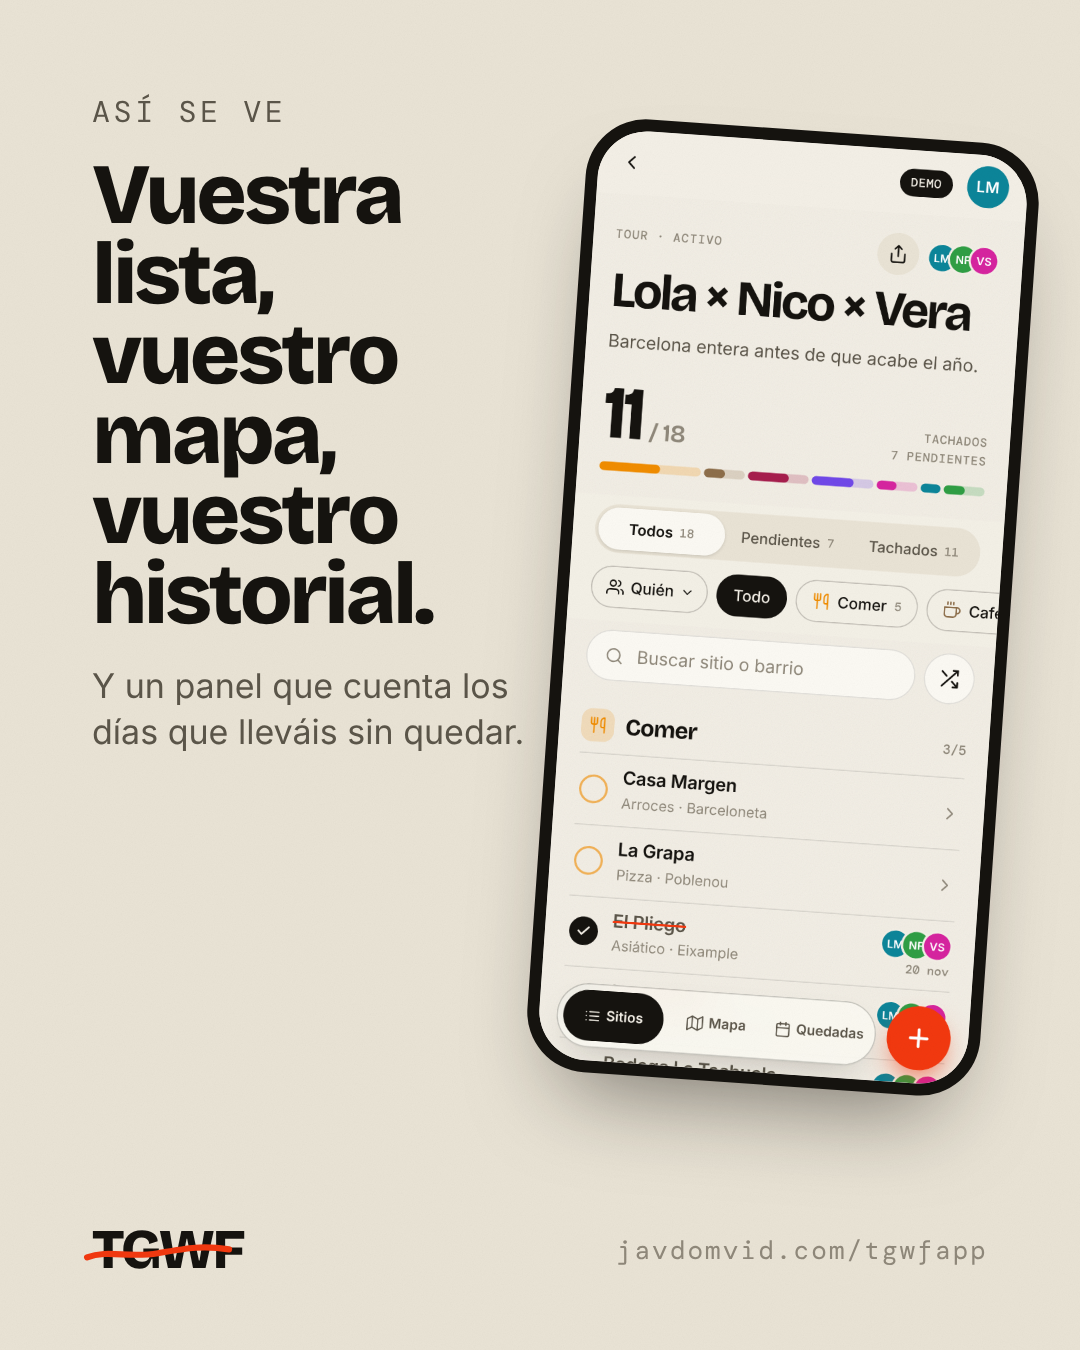 ASÍ SE VE
Vuestra
lista,
vuestro
mapa,
vuestro
historial.
Y un panel que cuenta los
días que lleváis sin quedar.
DEMO
LM
TOUR · ACTIVO
LM NF VS
Lola × Nico × Vera
Barcelona entera antes de que acabe el año.
11 / 18
TACHADOS
7 PENDIENTES
Todos 18
Pendientes 7
Tachados 11
Quién
Todo
Comer 5
Café
Buscar sitio o barrio
Comer
3/5
Casa Margen
Arroces · Barceloneta
La Grapa
Pizza · Poblenou
El Pliego
Asiático · Eixample
LM NF VS
20 nov
LM
Sitios
Mapa
Quedadas
TGWF
javdomvid.com/tgwfapp